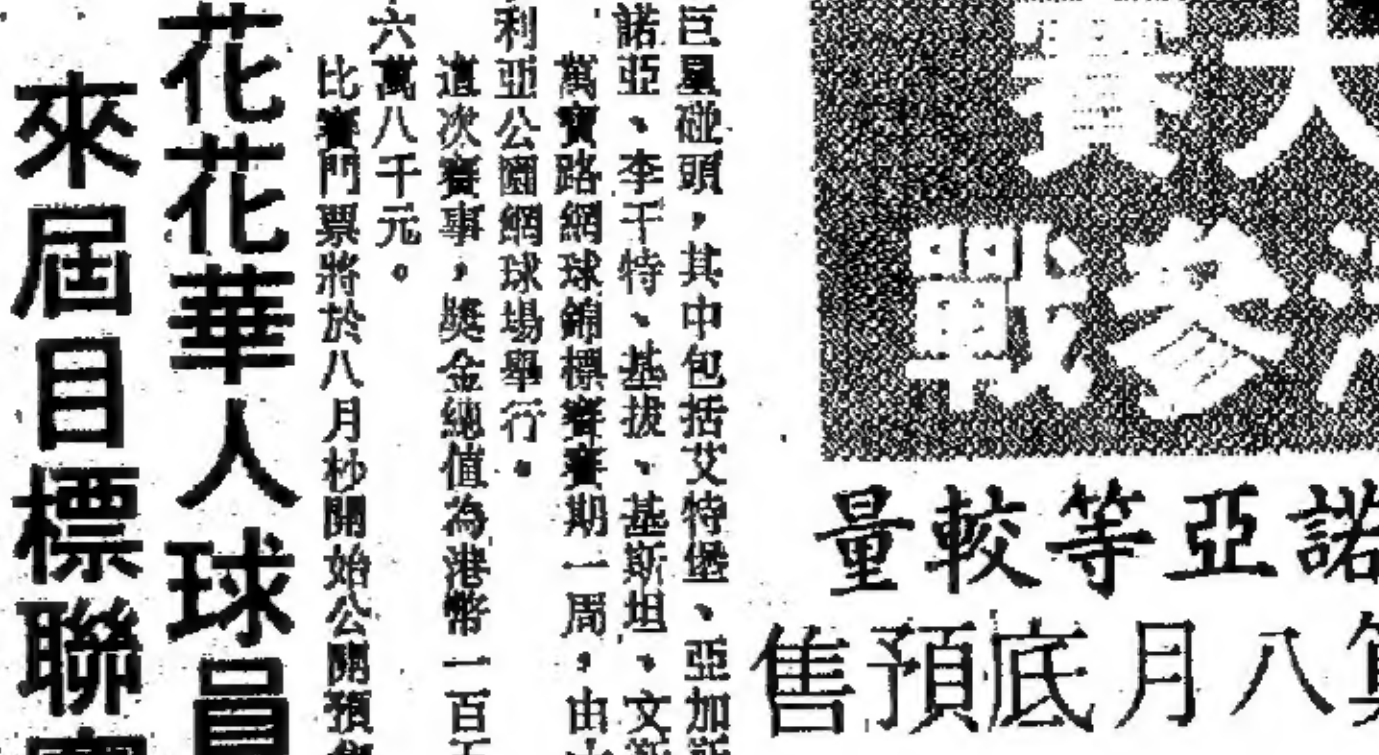 大賽
參戰
諾亞等較量
八月底預售
巨星碰頭,其中包括艾特堡、亞加
諾亞、李千特、基拔、基斯坦、文
萬寶路網球錦標賽賽期一周,由
利亞公園網球場舉行。
這次賽事,獎金總值為港幣一百
六萬八千元。
比賽門票將於八月杪開始公開預
花花華人球員
來屆目標聯